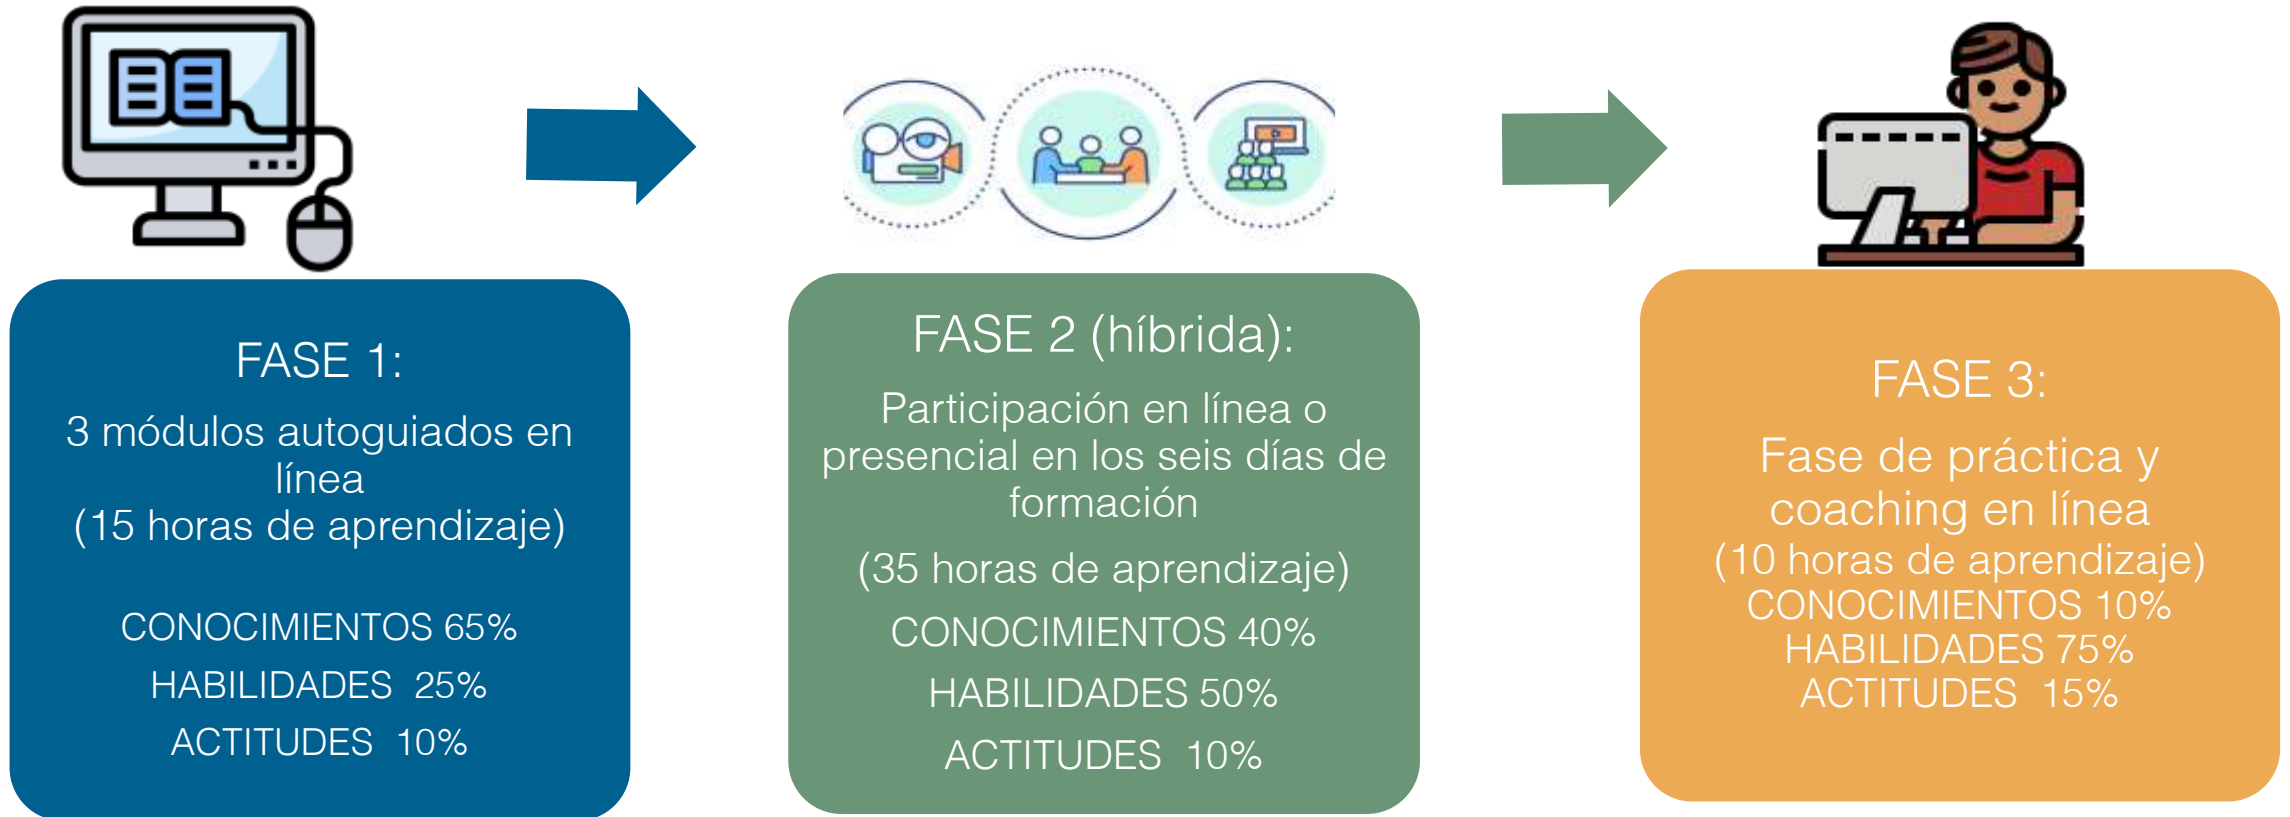 FASE 1:
3 módulos autoguiados en
línea
(15 horas de aprendizaje)
CONOCIMIENTOS 65%
HABILIDADES  25%
ACTITUDES  10%
FASE 2 (híbrida):
Participación en línea o
presencial en los seis días de
formación
(35 horas de aprendizaje)
CONOCIMIENTOS 40%
HABILIDADES 50%
ACTITUDES  10%
FASE 3:
Fase de práctica y
coaching en línea
(10 horas de aprendizaje)
CONOCIMIENTOS 10%
HABILIDADES 75%
ACTITUDES  15%